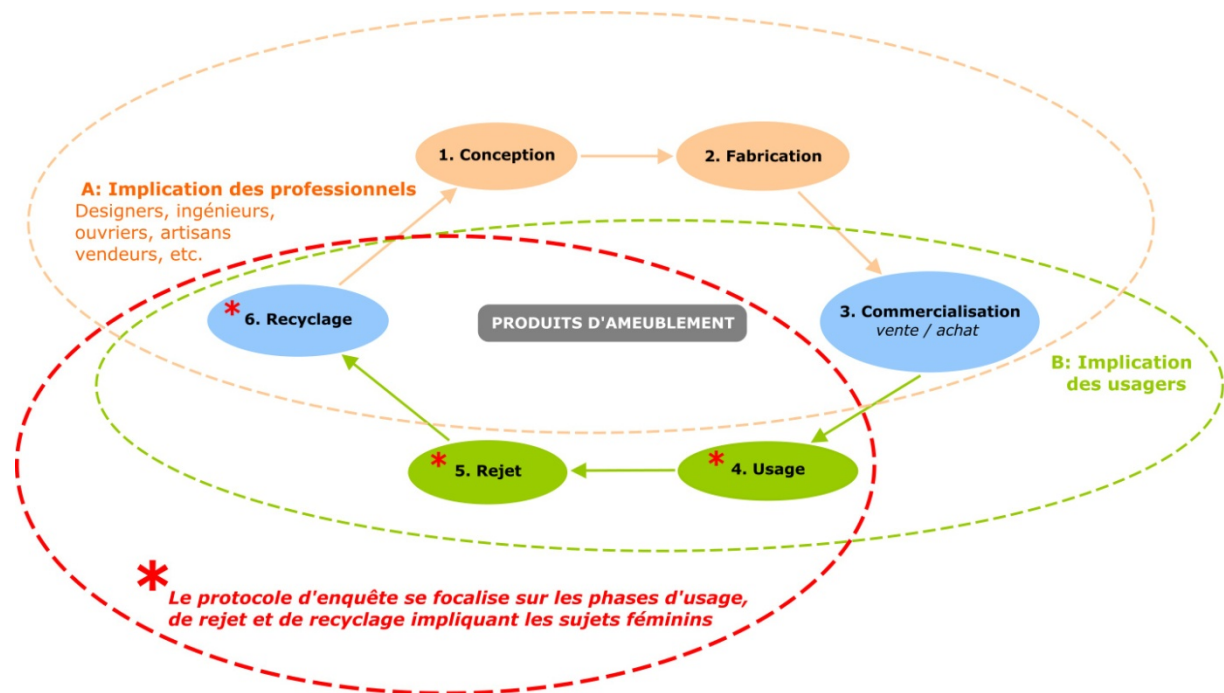 1. Conception
2. Fabrication
A: Implication des professionnels
Designers, ingénieurs,
ouvriers, artisans
vendeurs, etc.
* 6. Recyclage
PRODUITS D'AMEUBLEMENT
3. Commercialisation
vente / achat
B: Implication
des usagers
* 5. Rejet
* 4. Usage
* Le protocole d'enquête se focalise sur les phases d'usage,
de rejet et de recyclage impliquant les sujets féminins